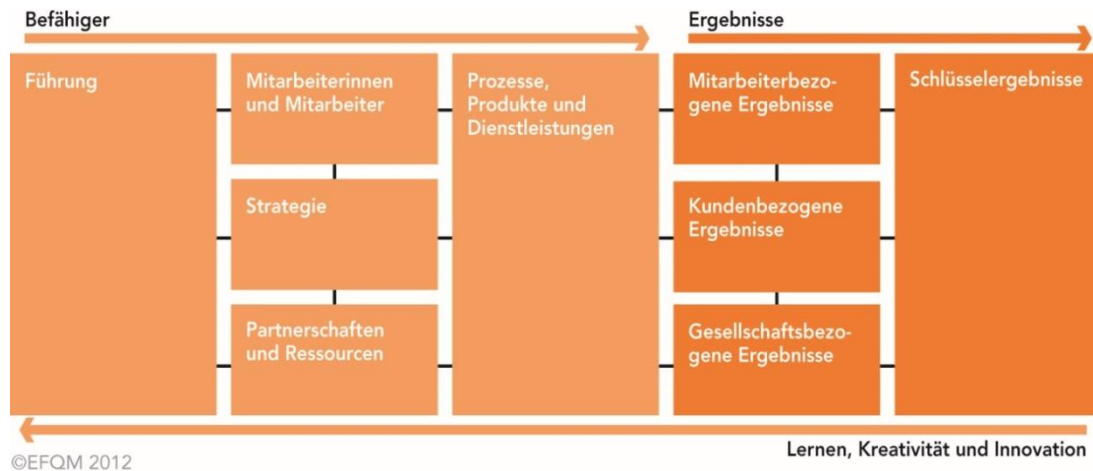 Befähiger
Ergebnisse
Führung
Mitarbeiterinnen
und Mitarbeiter
Prozesse,
Produkte und
Dienstleistungen
Mitarbeiterbezo-
gene Ergebnisse
Schlüsselergebnisse
Strategie
Kundenbezogene
Ergebnisse
Partnerschaften
und Ressourcen
Gesellschaftsbezo-
gene Ergebnisse
Lernen, Kreativität und Innovation
©EFQM 2012